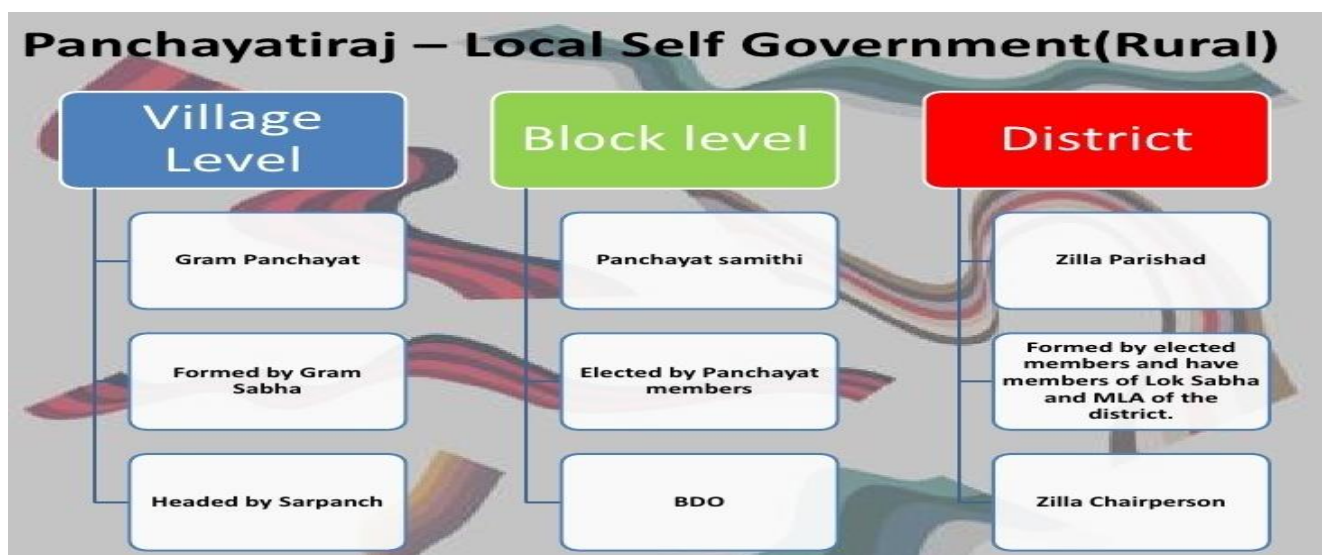 Panchayatiraj – Local Self Government(Rural)
Village
Level
Gram Panchayat
Formed by Gram
Sabha
Headed by Sarpanch
Block level
Panchayat samithi
Elected by Panchayat
members
BDO
District
Zilla Parishad
Formed by elected
members and have
members of Lok Sabha
and MLA of the
district.
Zilla Chairperson